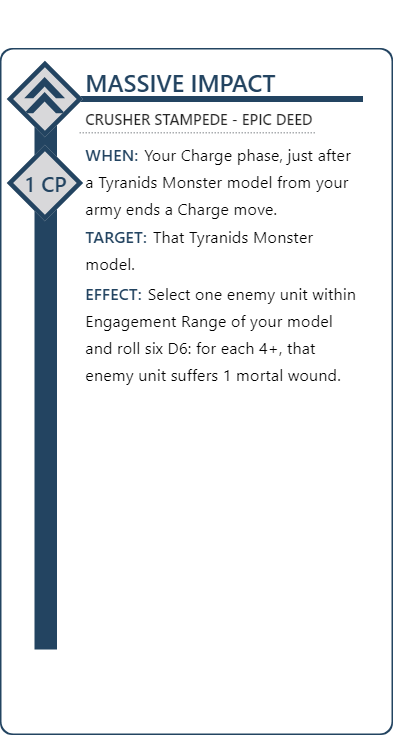 MASSIVE IMPACT
CRUSHER STAMPEDE - EPIC DEED
1 CP
WHEN: Your Charge phase, just after
a Tyranids Monster model from your
army ends a Charge move.
TARGET: That Tyranids Monster
model.
EFFECT: Select one enemy unit within
Engagement Range of your model
and roll six D6: for each 4+, that
enemy unit suffers 1 mortal wound.